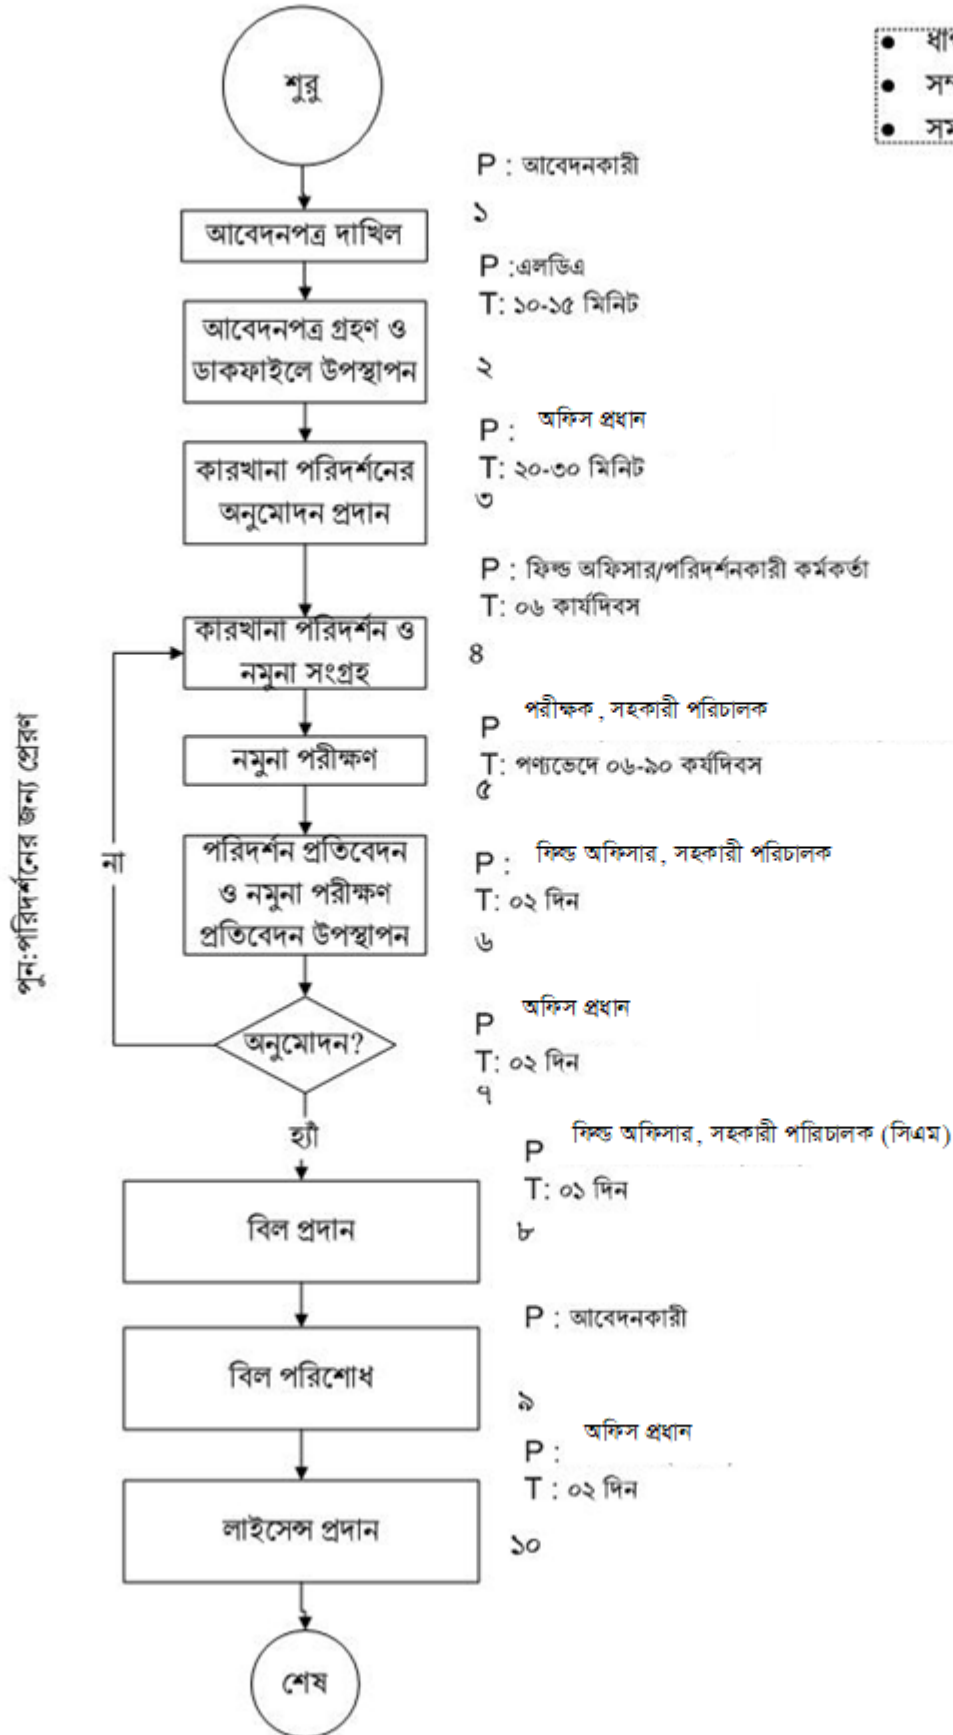 শুরু
P : আবেদনকারী
১
আবেদনপত্র দাখিল
P :এলডিএ
T: ১০-১৫ মিনিট
আবেদনপত্র গ্রহণ ও
ডাকফাইলে উপস্থাপন
২
P : অফিস প্রধান
T: ২০-৩০ মিনিট
কারখানা পরিদর্শনের
অনুমোদন প্রদান
৩
P : ফিল্ড অফিসার/পরিদর্শনকারী কর্মকর্তা
T: ০৬ কার্যদিবস
কারখানা পরিদর্শন ও
নমুনা সংগ্রহ
৪
P পরীক্ষক , সহকারী পরিচালক
T: পণ্যভেদে ০৬-৯০ কর্যদিবস
নমুনা পরীক্ষণ
৫
পুন:পরিদর্শনের জন্য প্রেরণ
না
P : ফিল্ড অফিসার , সহকারী পরিচালক
T: ০২ দিন
পরিদর্শন প্রতিবেদন
ও নমুনা পরীক্ষণ
প্রতিবেদন উপস্থাপন
৬
P অফিস প্রধান
T: ০২ দিন
অনুমোদন?
৭
হ্যাঁ
P ফিল্ড অফিসার , সহকারী পরিচালক (সিএম)
T: ০১ দিন
বিল প্রদান
৮
P : আবেদনকারী
বিল পরিশোধ
৯
P : অফিস প্রধান
T : ০২ দিন
লাইসেন্স প্রদান
১০
শেষ